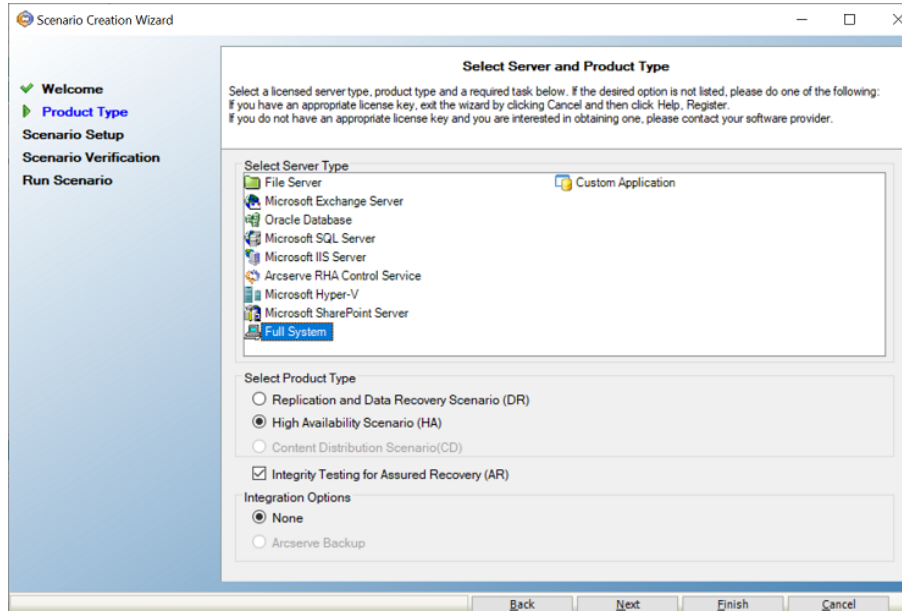 Scenario Creation Wizard
Welcome
Product Type
Scenario Setup
Scenario Verification
Run Scenario
Select Server and Product Type
Select a licensed server type, product type and a required task below. If the desired option is not listed, please do one of the following:
If you have an appropriate license key, exit the wizard by clicking Cancel and then click Help, Register.
If you do not have an appropriate license key and you are interested in obtaining one, please contact your software provider.
Select Server Type
File Server
Microsoft Exchange Server
Oracle Database
Microsoft SQL Server
Microsoft IIS Server
Arcserve RHA Control Service
Microsoft Hyper-V
Microsoft SharePoint Server
Full System
Custom Application
Select Product Type
Replication and Data Recovery Scenario (DR)
High Availability Scenario (HA)
Content Distribution Scenario(CD)
Integrity Testing for Assured Recovery (AR)
Integration Options
None
Arcserve Backup
Back Next Finish Cancel